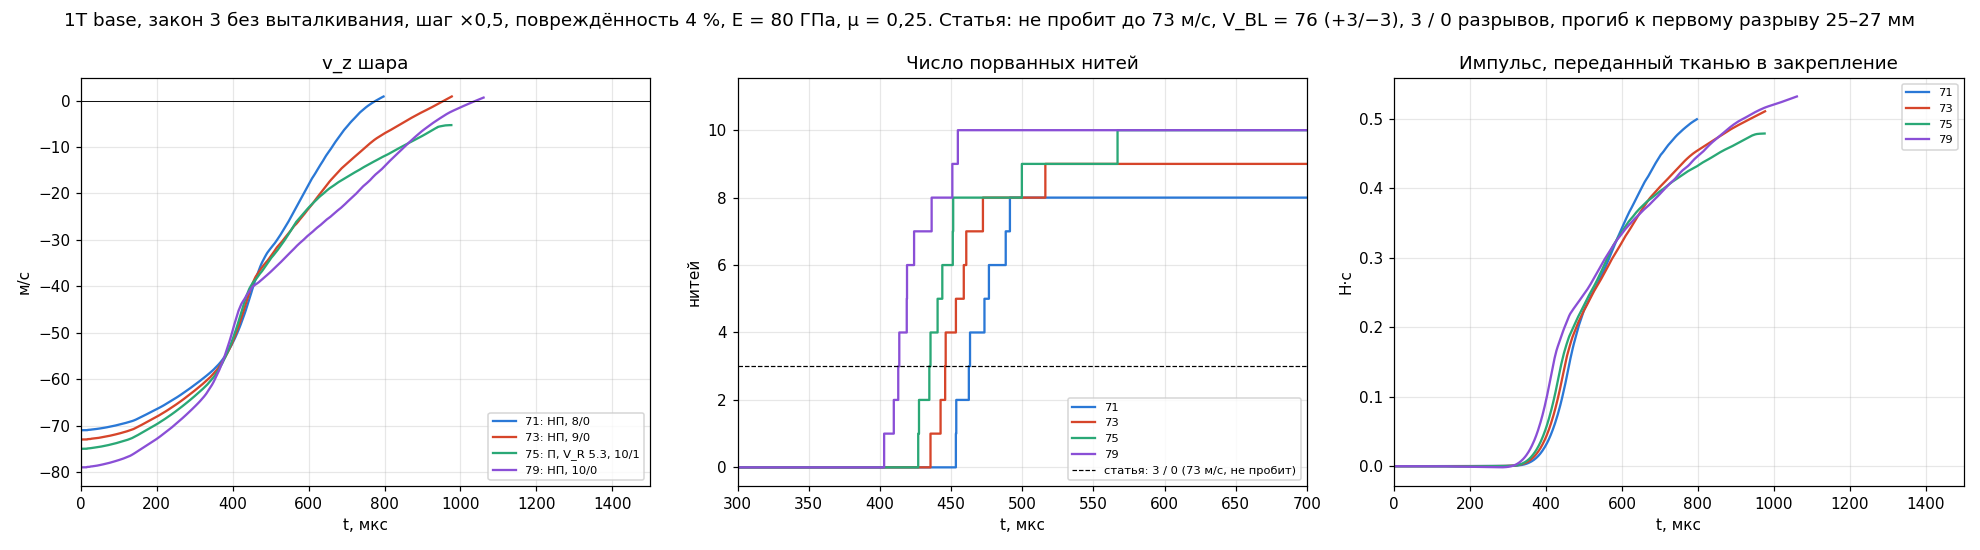 1T base, закон 3 без выталкивания, шаг ×0,5, повреждённость 4 %, E = 80 ГПа, μ = 0,25. Статья: не пробит до 73 м/с, V_BL = 76 (+3/−3), 3 / 0 разрывов, прогиб к первому разрыву 25–27 мм
v_z шара
0
−10
−20
−30
−40
−50
−60
−70
−80
м/с
71: НП, 8/0
73: НП, 9/0
75: П, V_R 5.3, 10/1
79: НП, 10/0
0 200 400 600 800 1000 1200 1400
t, мкс
Число порванных нитей
10
8
6
4
2
0
нитей
71
73
75
79
статья: 3 / 0 (73 м/с, не пробит)
300 350 400 450 500 550 600 650 700
t, мкс
Импульс, переданный тканью в закрепление
0.5
0.4
0.3
0.2
0.1
0.0
Н·с
71
73
75
79
0 200 400 600 800 1000 1200 1400
t, мкс